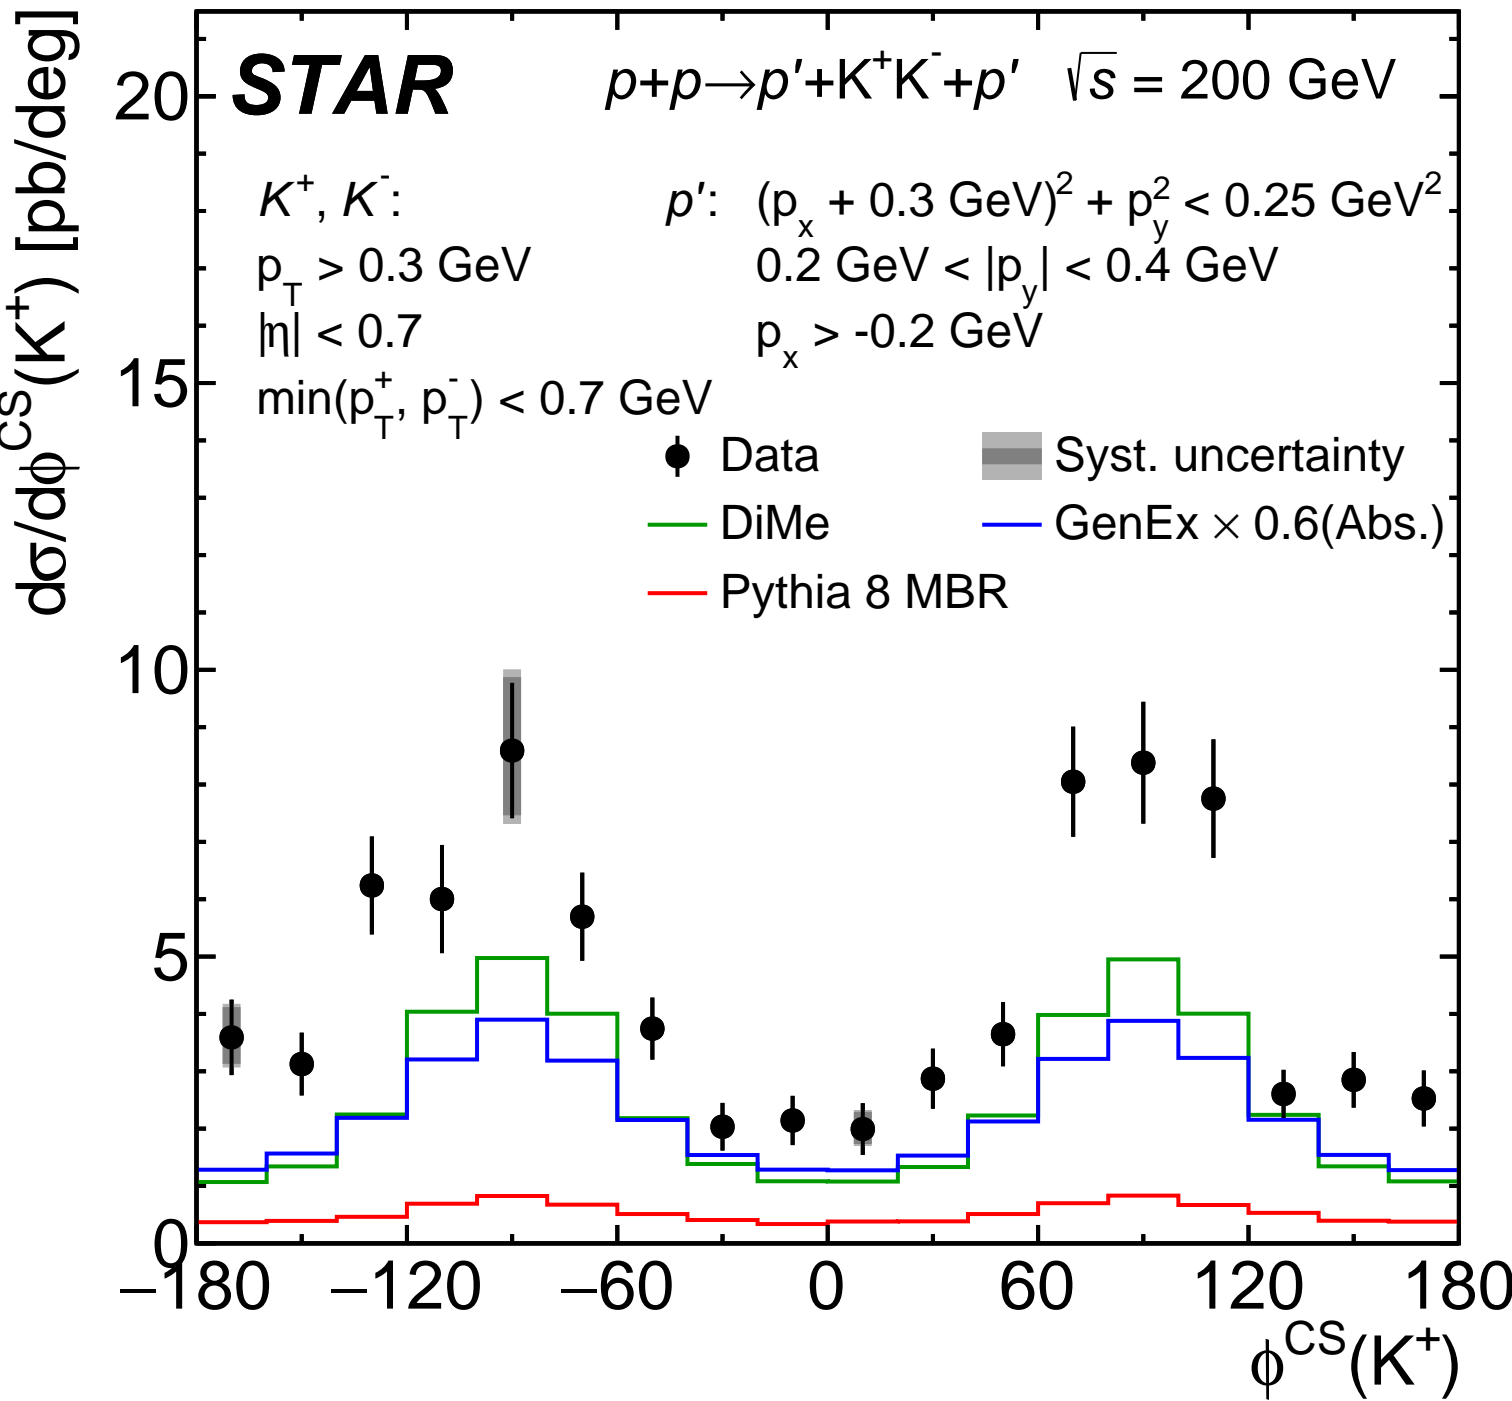 STAR p+p→p′+K⁺K⁻+p′ √s = 200 GeV
K⁺, K⁻: p′: (pₓ + 0.3 GeV)² + p_y² < 0.25 GeV²
p_T > 0.3 GeV 0.2 GeV < |p_y| < 0.4 GeV
|η| < 0.7 pₓ > -0.2 GeV
min(p_T⁺, p_T⁻) < 0.7 GeV
Data Syst. uncertainty
DiMe GenEx × 0.6(Abs.)
Pythia 8 MBR
dσ/dϕ^CS(K⁺) [pb/deg]
20
15
10
5
0
−180 −120 −60 0 60 120 180
ϕ^CS(K⁺)